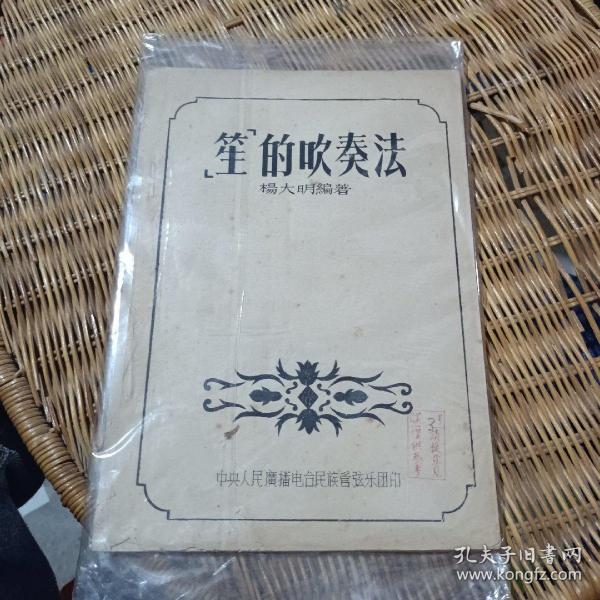 「笙」的吹奏法
楊大明編著
中央人民廣播电台民族管弦乐团印
孔夫子旧书网
www.kongfz.com